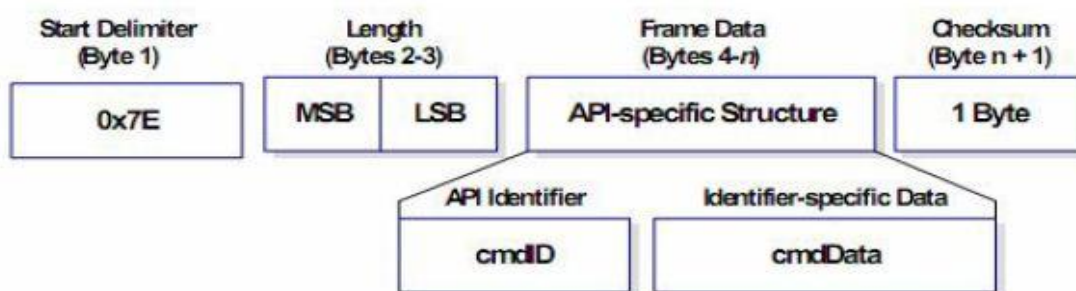 Start Delimiter
(Byte 1)
Length
(Bytes 2-3)
Frame Data
(Bytes 4-n)
Checksum
(Byte n + 1)
0x7E
MSB
LSB
API-specific Structure
1 Byte
API Identifier
Identifier-specific Data
cmdID
cmdData